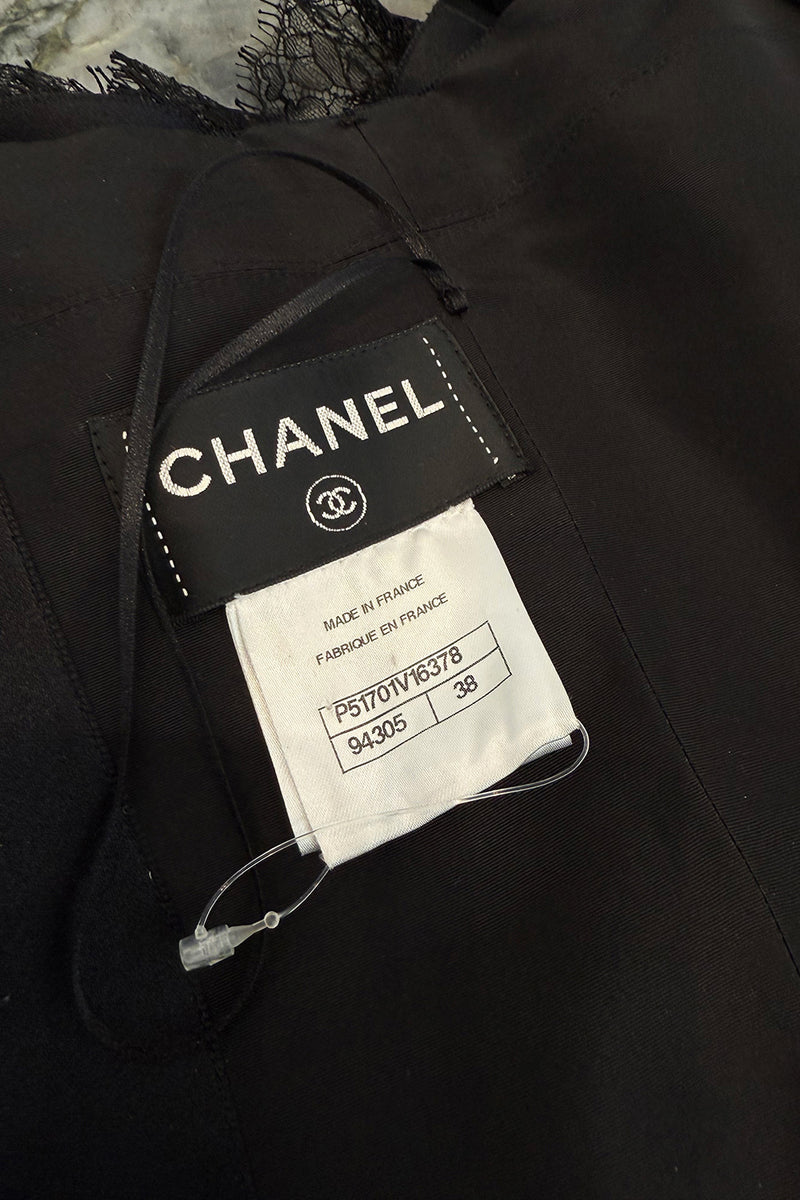 CHANEL
MADE IN FRANCE
FABRIQUE EN FRANCE
P51701V16378
94305 38